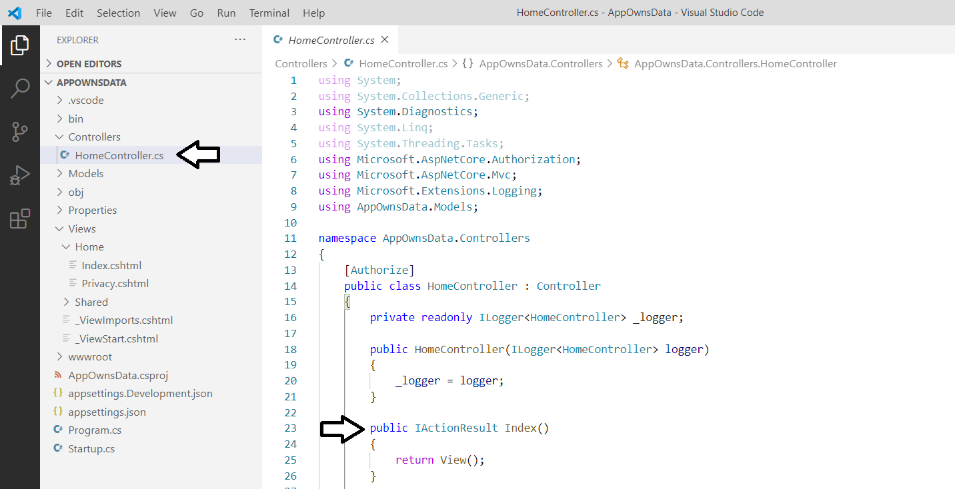 File Edit Selection View Go Run Terminal Help HomeController.cs - AppOwnsData - Visual Studio Code
EXPLORER ···
OPEN EDITORS
APPOWNSDATA
.vscode
bin
Controllers
HomeController.cs
Models
obj
Properties
Views
Home
Index.cshtml
Privacy.cshtml
Shared
_ViewImports.cshtml
_ViewStart.cshtml
wwwroot
AppOwnsData.csproj
{} appsettings.Development.json
{} appsettings.json
Program.cs
Startup.cs
HomeController.cs ×
Controllers > HomeController.cs > {} AppOwnsData.Controllers > AppOwnsData.Controllers.HomeController
1 using System;
2 using System.Collections.Generic;
3 using System.Diagnostics;
4 using System.Linq;
5 using System.Threading.Tasks;
6 using Microsoft.AspNetCore.Authorization;
7 using Microsoft.AspNetCore.Mvc;
8 using Microsoft.Extensions.Logging;
9 using AppOwnsData.Models;
10
11 namespace AppOwnsData.Controllers
12 {
13 [Authorize]
14 public class HomeController : Controller
15 {
16 private readonly ILogger<HomeController> _logger;
17
18 public HomeController(ILogger<HomeController> logger)
19 {
20 _logger = logger;
21 }
22
23 public IActionResult Index()
24 {
25 return View();
26 }